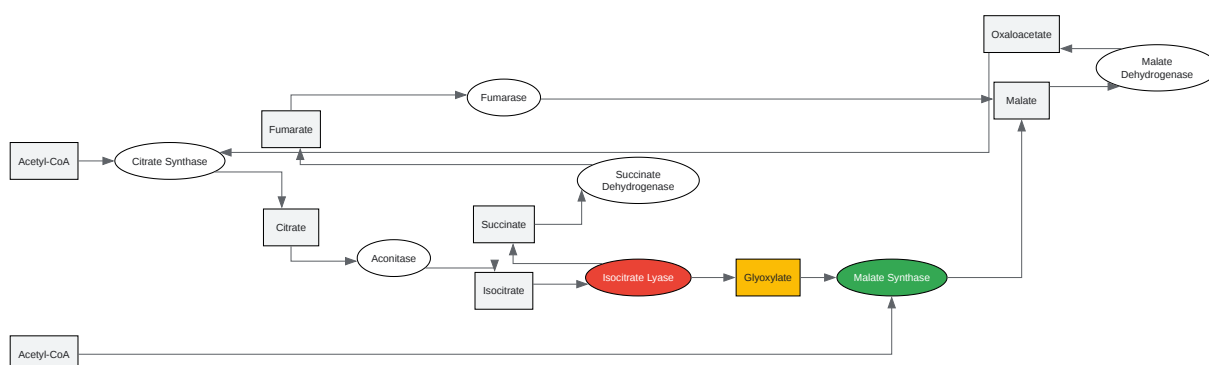 Oxaloacetate
Malate
Dehydrogenase
Fumarase
Malate
Fumarate
Acetyl-CoA
Citrate Synthase
Succinate
Dehydrogenase
Citrate
Succinate
Aconitase
Isocitrate
Isocitrate Lyase
Glyoxylate
Malate Synthase
Acetyl-CoA